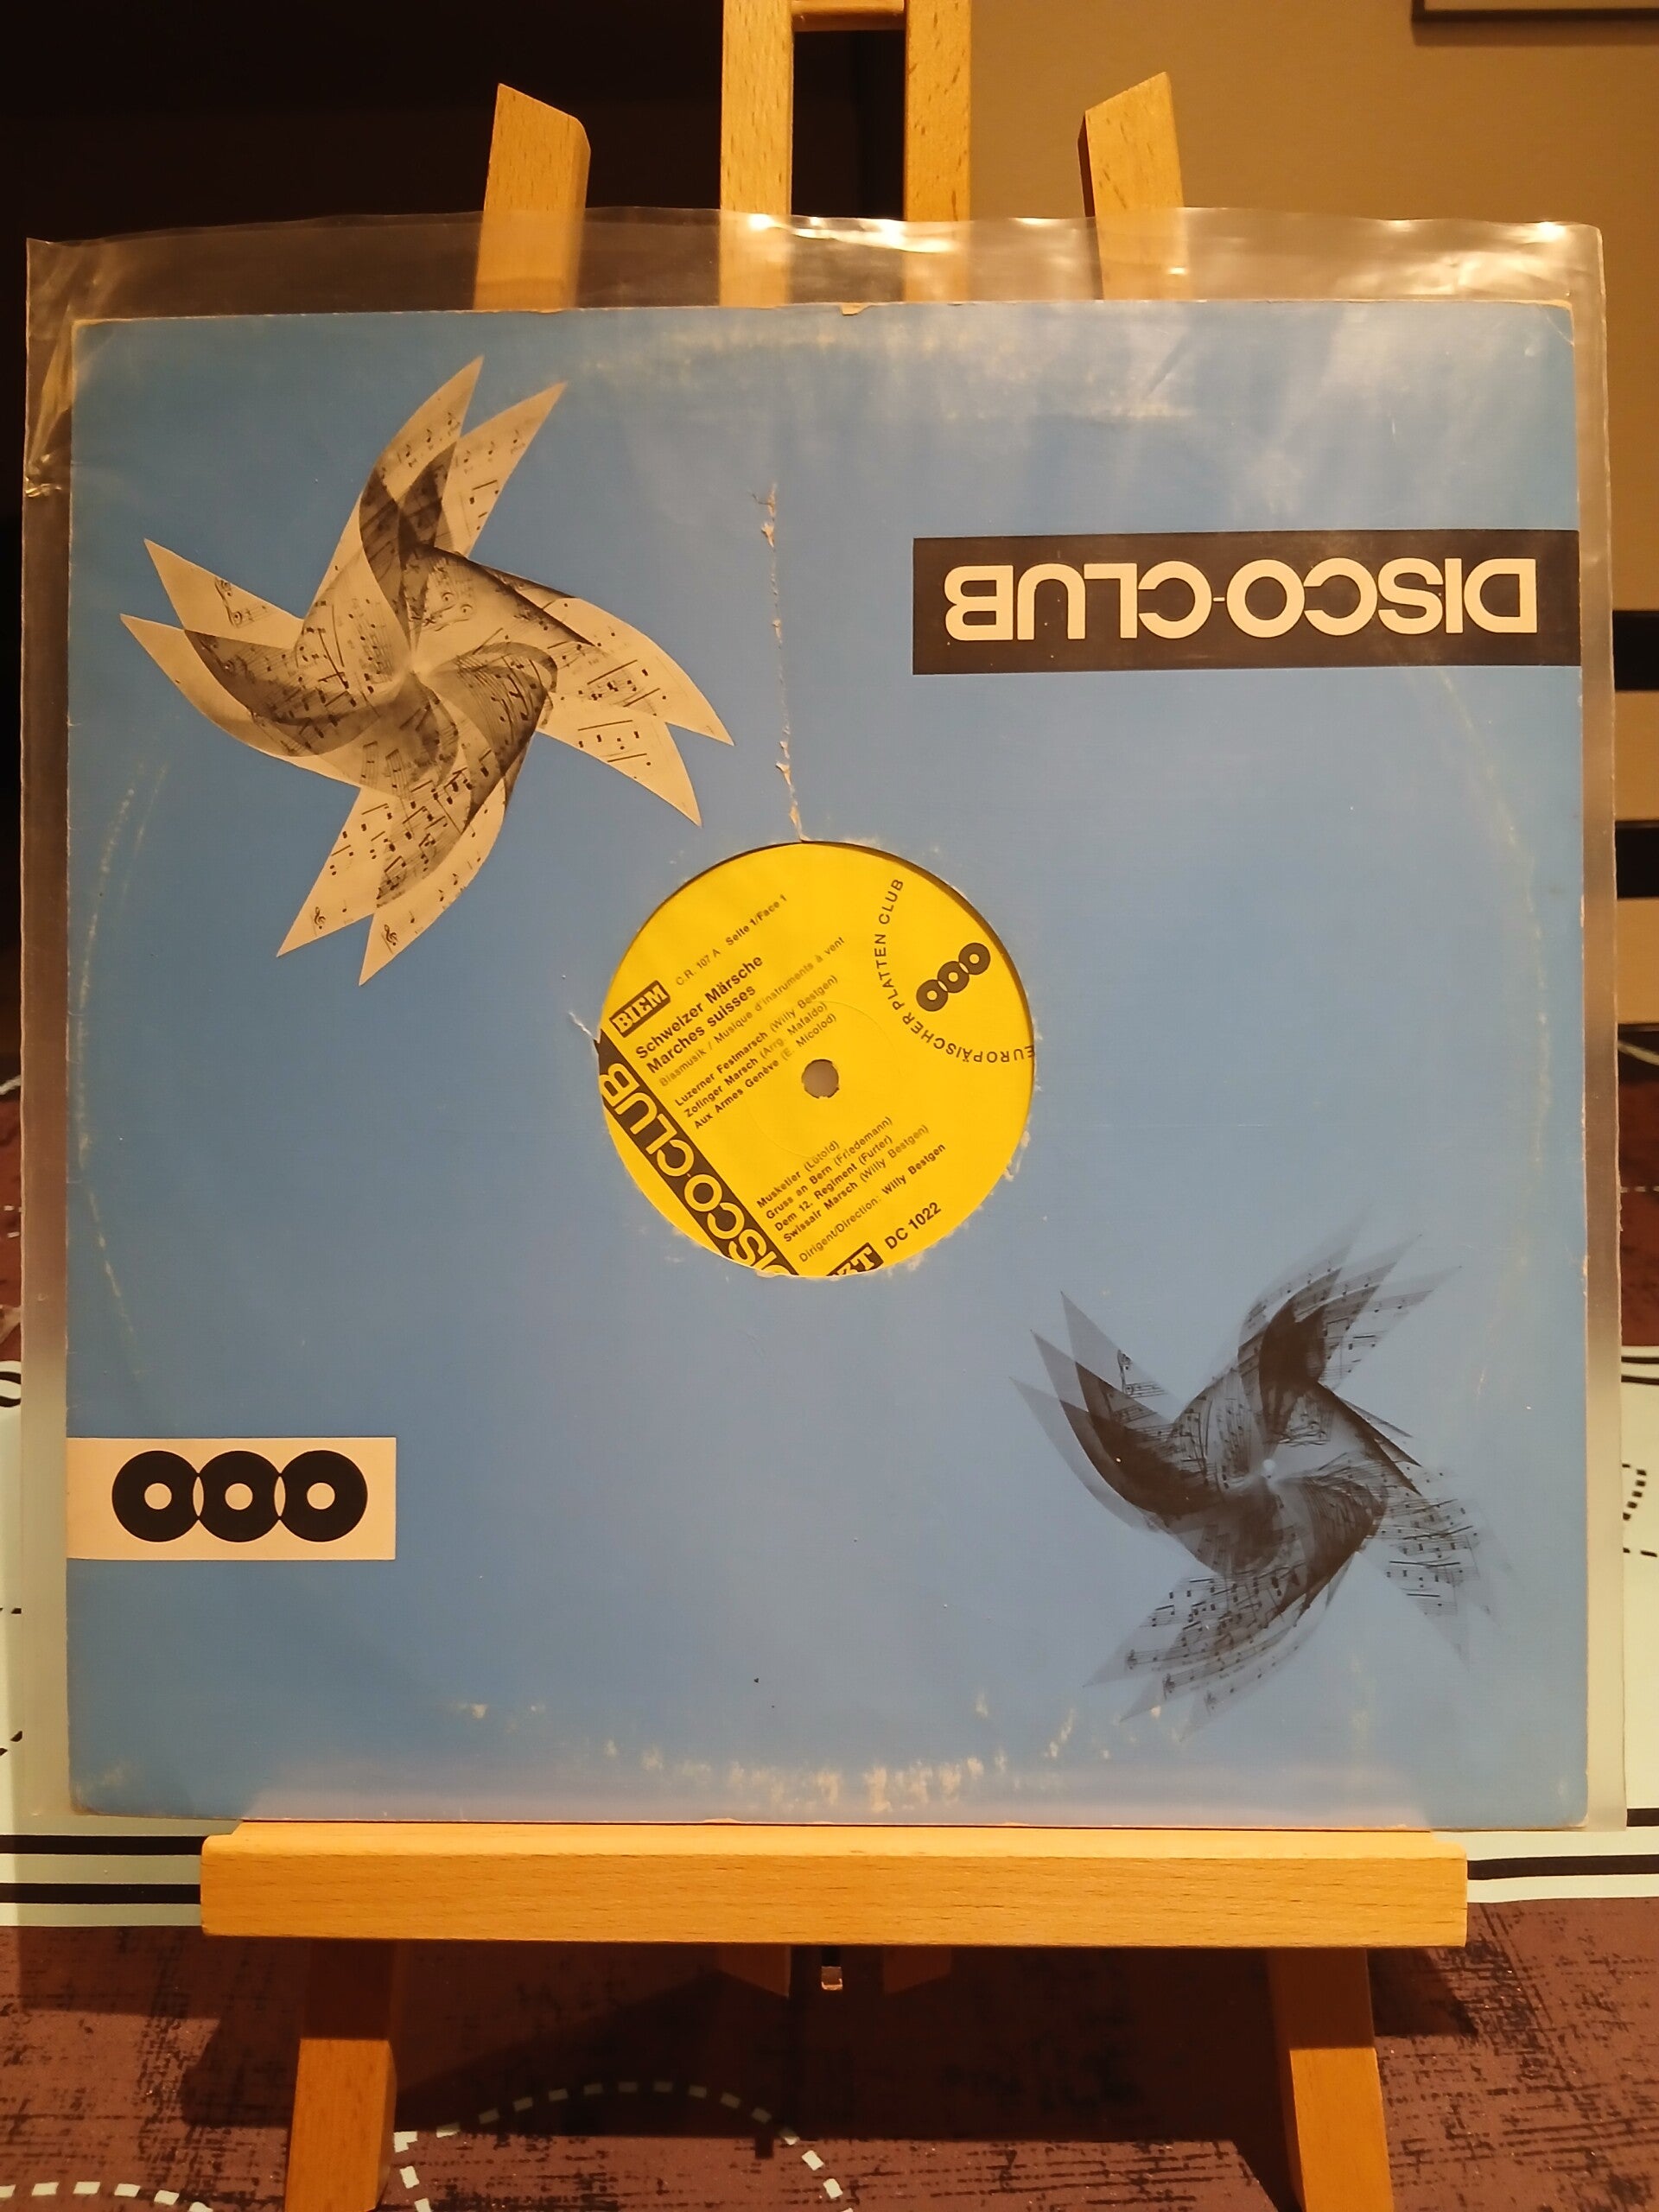 DISCO-CLUB
EUROPÄISCHER PLATTEN CLUB
BIEM
C.R. 107 A Seite 1/Face 1
Schweizer Märsche
Marches suisses
Blasmusik / Musique d'instruments à vent
Luzerner Festmarsch (Willy Bestgen)
Zofinger Marsch (Arrg. Mafaldo)
Aux Armes Genève (E. Micolod)
Musketier (Lütold)
Gruss an Bern (Friedemann)
Dem 12. Regiment (Furter)
Swissair Marsch (Willy Bestgen)
Dirigent/Direction: Willy Bestgen
DC 1022
DISCO-CLUB